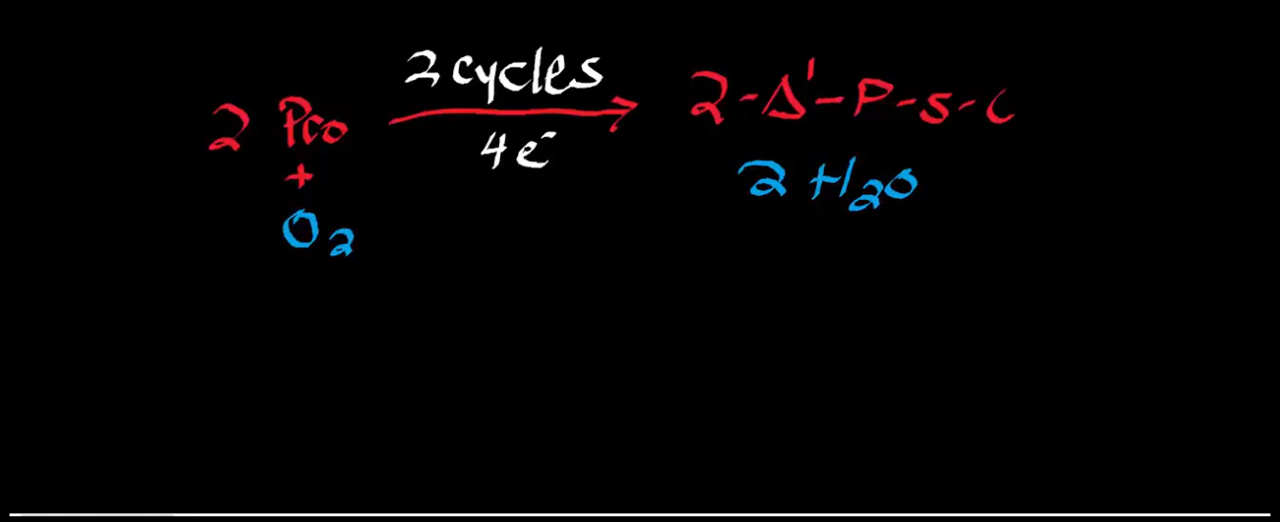 2 cycles
2 Pco 4e⁻ 2-Δ'-P-5-C
+
O₂ 2 H₂O